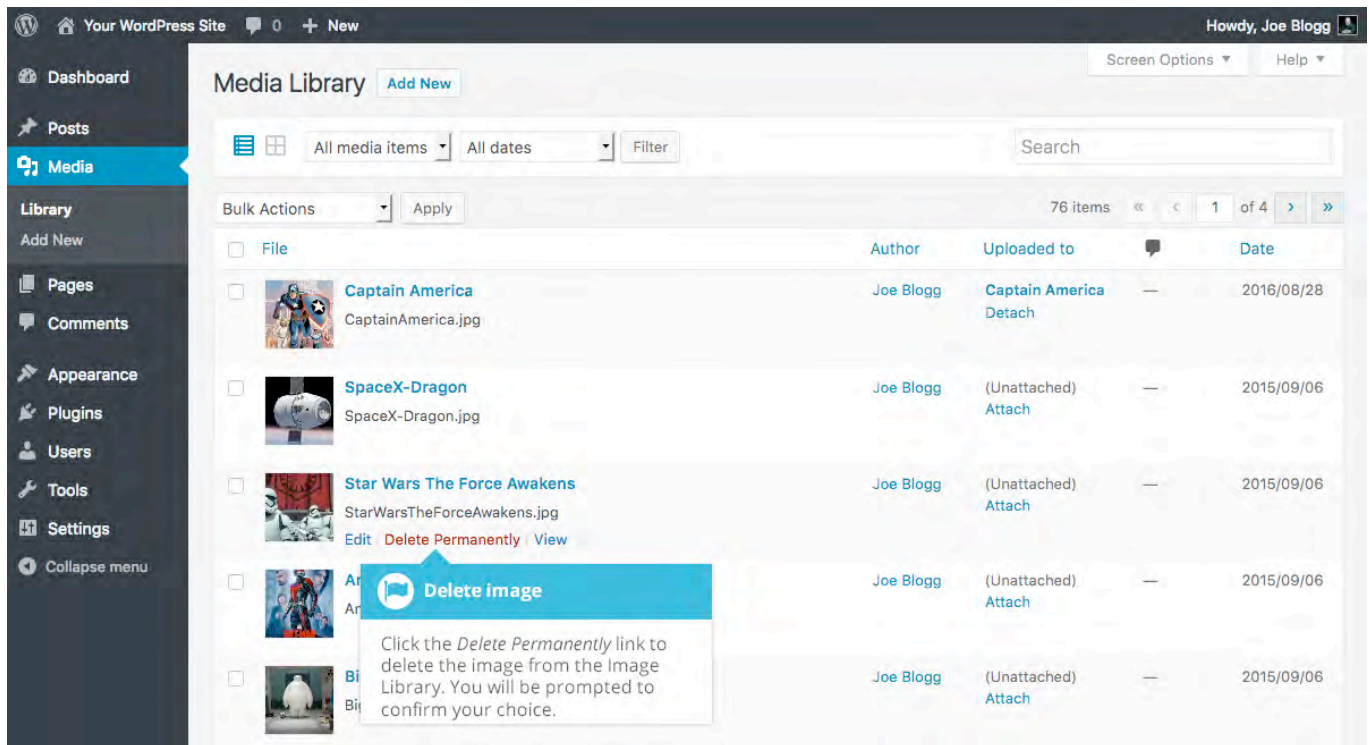 Your WordPress Site 0 + New Howdy, Joe Blogg
Screen Options Help
Dashboard
Posts
Media
Library
Add New
Pages
Comments
Appearance
Plugins
Users
Tools
Settings
Collapse menu
Media Library Add New
All media items All dates Filter Search
Bulk Actions Apply 76 items « ‹ 1 of 4 › »
File Author Uploaded to Date
Captain America Joe Blogg Captain America — 2016/08/28
CaptainAmerica.jpg Detach
SpaceX-Dragon Joe Blogg (Unattached) — 2015/09/06
SpaceX-Dragon.jpg Attach
Star Wars The Force Awakens Joe Blogg (Unattached) — 2015/09/06
StarWarsTheForceAwakens.jpg Attach
Edit | Delete Permanently | View
Joe Blogg (Unattached) — 2015/09/06
Attach
Delete image
Click the Delete Permanently link to
delete the image from the Image
Library. You will be prompted to
confirm your choice.
Joe Blogg (Unattached) — 2015/09/06
Attach